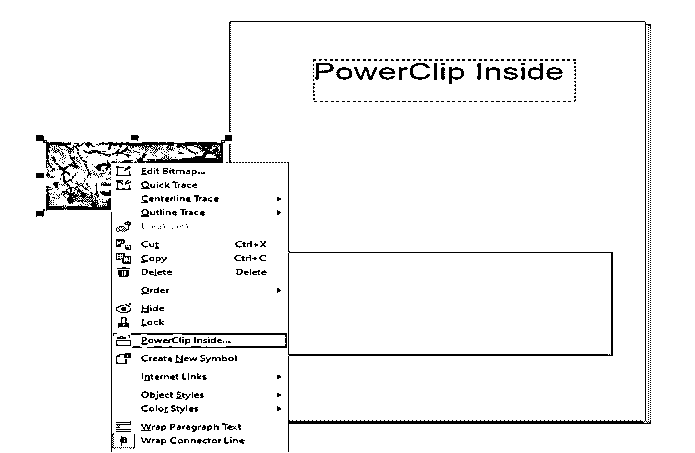 PowerClip Inside
Edit Bitmap...
Quick Trace
Centerline Trace
Outline Trace
Cut Ctrl+X
Copy Ctrl+C
Delete Delete
Order
Hide
Lock
PowerClip Inside...
Create New Symbol
Internet Links
Object Styles
Color Styles
Wrap Paragraph Text
Wrap Connector Line